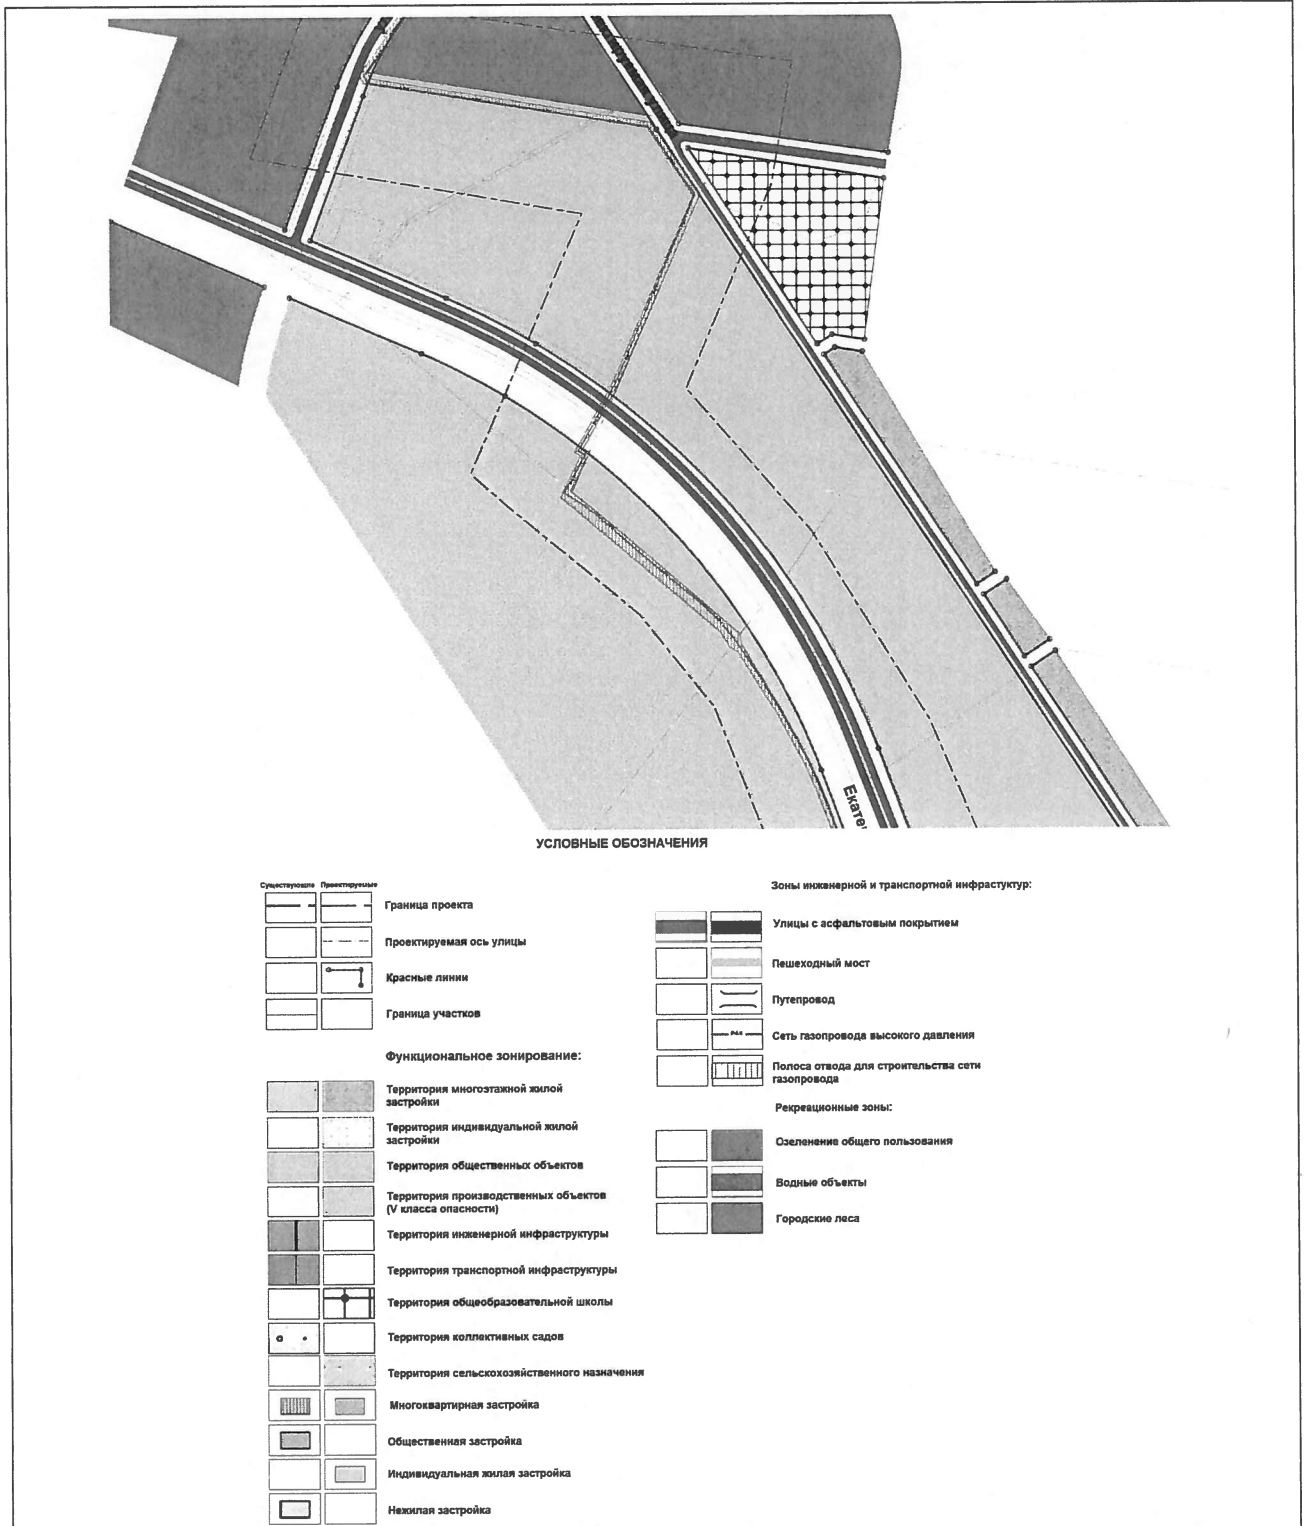 Екате
УСЛОВНЫЕ ОБОЗНАЧЕНИЯ
Существующие Проектируемые
Граница проекта
Проектируемая ось улицы
Красные линии
Граница участков
Функциональное зонирование:
Территория многоэтажной жилой
застройки
Территория индивидуальной жилой
застройки
Территория общественных объектов
Территория производственных объектов
(V класса опасности)
Территория инженерной инфраструктуры
Территория транспортной инфраструктуры
Территория общеобразовательной школы
Территория коллективных садов
Территория сельскохозяйственного назначения
Многоквартирная застройка
Общественная застройка
Индивидуальная жилая застройка
Нежилая застройка
Зоны инженерной и транспортной инфрастуктур:
Улицы с асфальтовым покрытием
Пешеходный мост
Путепровод
Сеть газопровода высокого давления
Полоса отвода для строительства сети
газопровода
Рекреационные зоны:
Озеленение общего пользования
Водные объекты
Городские леса